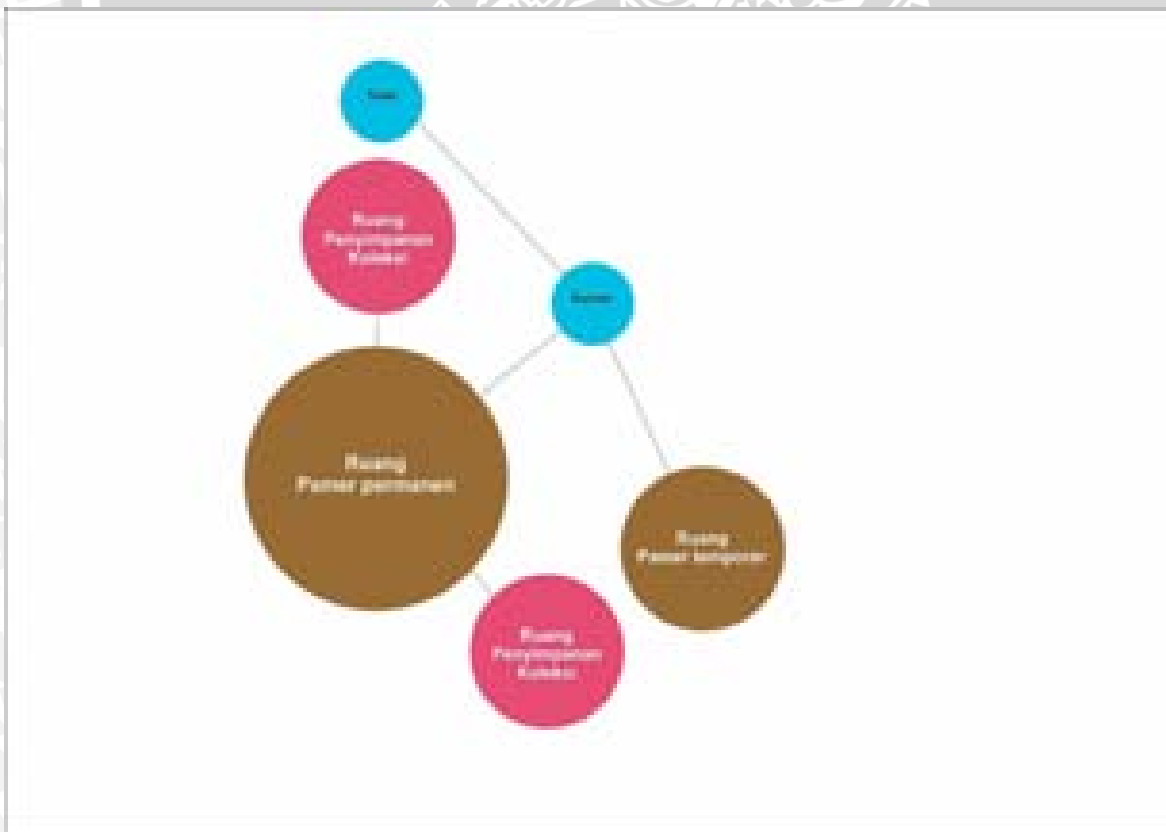 Ruang
Penyimpanan
Koleksi
Ruang
Pamer permanen
Ruang
Pamer temporer
Ruang
Penyimpanan
Koleksi